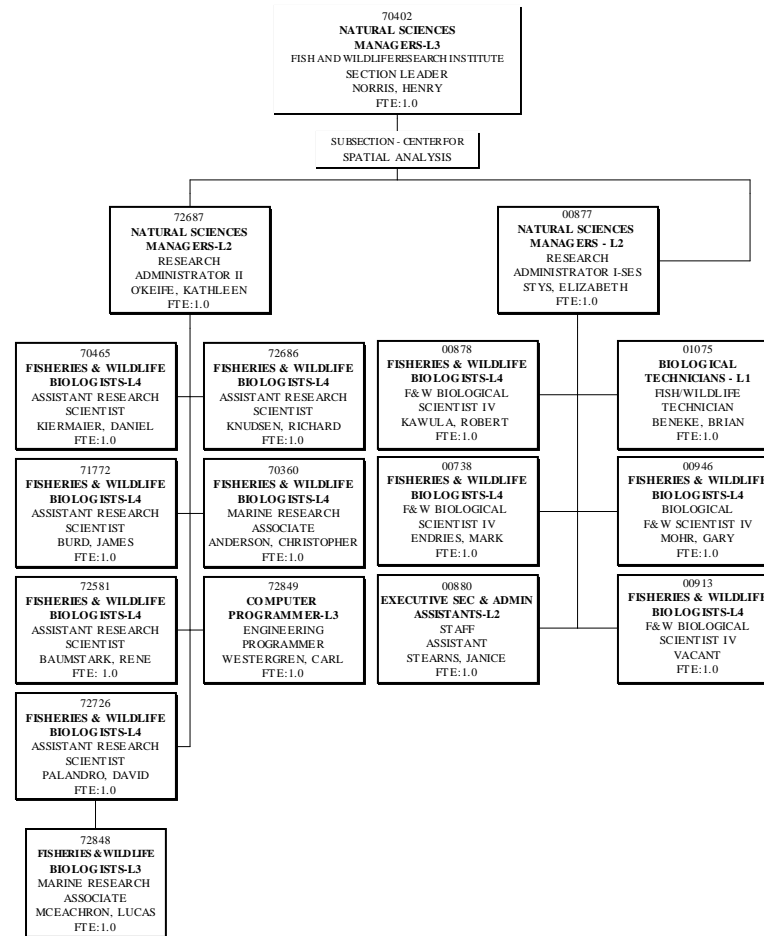 70402
NATURAL SCIENCES
MANAGERS-L3
FISH AND WILDLIFE RESEARCH INSTITUTE
SECTION LEADER
NORRIS, HENRY
FTE:1.0
SUBSECTION - CENTER FOR
SPATIAL ANALYSIS
72687
NATURAL SCIENCES
MANAGERS-L2
RESEARCH
ADMINISTRATOR II
O'KEIFE, KATHLEEN
FTE:1.0
00877
NATURAL SCIENCES
MANAGERS - L2
RESEARCH
ADMINISTRATOR I-SES
STYS, ELIZABETH
FTE:1.0
70465
FISHERIES & WILDLIFE
BIOLOGISTS-L4
ASSISTANT RESEARCH
SCIENTIST
KIERMAIER, DANIEL
FTE:1.0
72686
FISHERIES & WILDLIFE
BIOLOGISTS-L4
ASSISTANT RESEARCH
SCIENTIST
KNUDSEN, RICHARD
FTE:1.0
00878
FISHERIES & WILDLIFE
BIOLOGISTS-L4
F&W BIOLOGICAL
SCIENTIST IV
KAWULA, ROBERT
FTE:1.0
01075
BIOLOGICAL
TECHNICIANS - L1
FISH/WILDLIFE
TECHNICIAN
BENEKE, BRIAN
FTE:1.0
71772
FISHERIES & WILDLIFE
BIOLOGISTS-L4
ASSISTANT RESEARCH
SCIENTIST
BURD, JAMES
FTE:1.0
70360
FISHERIES & WILDLIFE
BIOLOGISTS-L4
MARINE RESEARCH
ASSOCIATE
ANDERSON, CHRISTOPHER
FTE:1.0
00738
FISHERIES & WILDLIFE
BIOLOGISTS-L4
F&W BIOLOGICAL
SCIENTIST IV
ENDRIES, MARK
FTE:1.0
00946
FISHERIES & WILDLIFE
BIOLOGISTS-L4
BIOLOGICAL
F&W SCIENTIST IV
MOHR, GARY
FTE:1.0
72581
FISHERIES & WILDLIFE
BIOLOGISTS-L4
ASSISTANT RESEARCH
SCIENTIST
BAUMSTARK, RENE
FTE: 1.0
72849
COMPUTER
PROGRAMMER-L3
ENGINEERING
PROGRAMMER
WESTERGREN, CARL
FTE:1.0
00880
EXECUTIVE SEC & ADMIN
ASSISTANTS-L2
STAFF
ASSISTANT
STEARNS, JANICE
FTE:1.0
00913
FISHERIES & WILDLIFE
BIOLOGISTS-L4
F&W BIOLOGICAL
SCIENTIST IV
VACANT
FTE:1.0
72726
FISHERIES & WILDLIFE
BIOLOGISTS-L4
ASSISTANT RESEARCH
SCIENTIST
PALANDRO, DAVID
FTE:1.0
72848
FISHERIES & WILDLIFE
BIOLOGISTS-L3
MARINE RESEARCH
ASSOCIATE
MCEACHRON, LUCAS
FTE:1.0